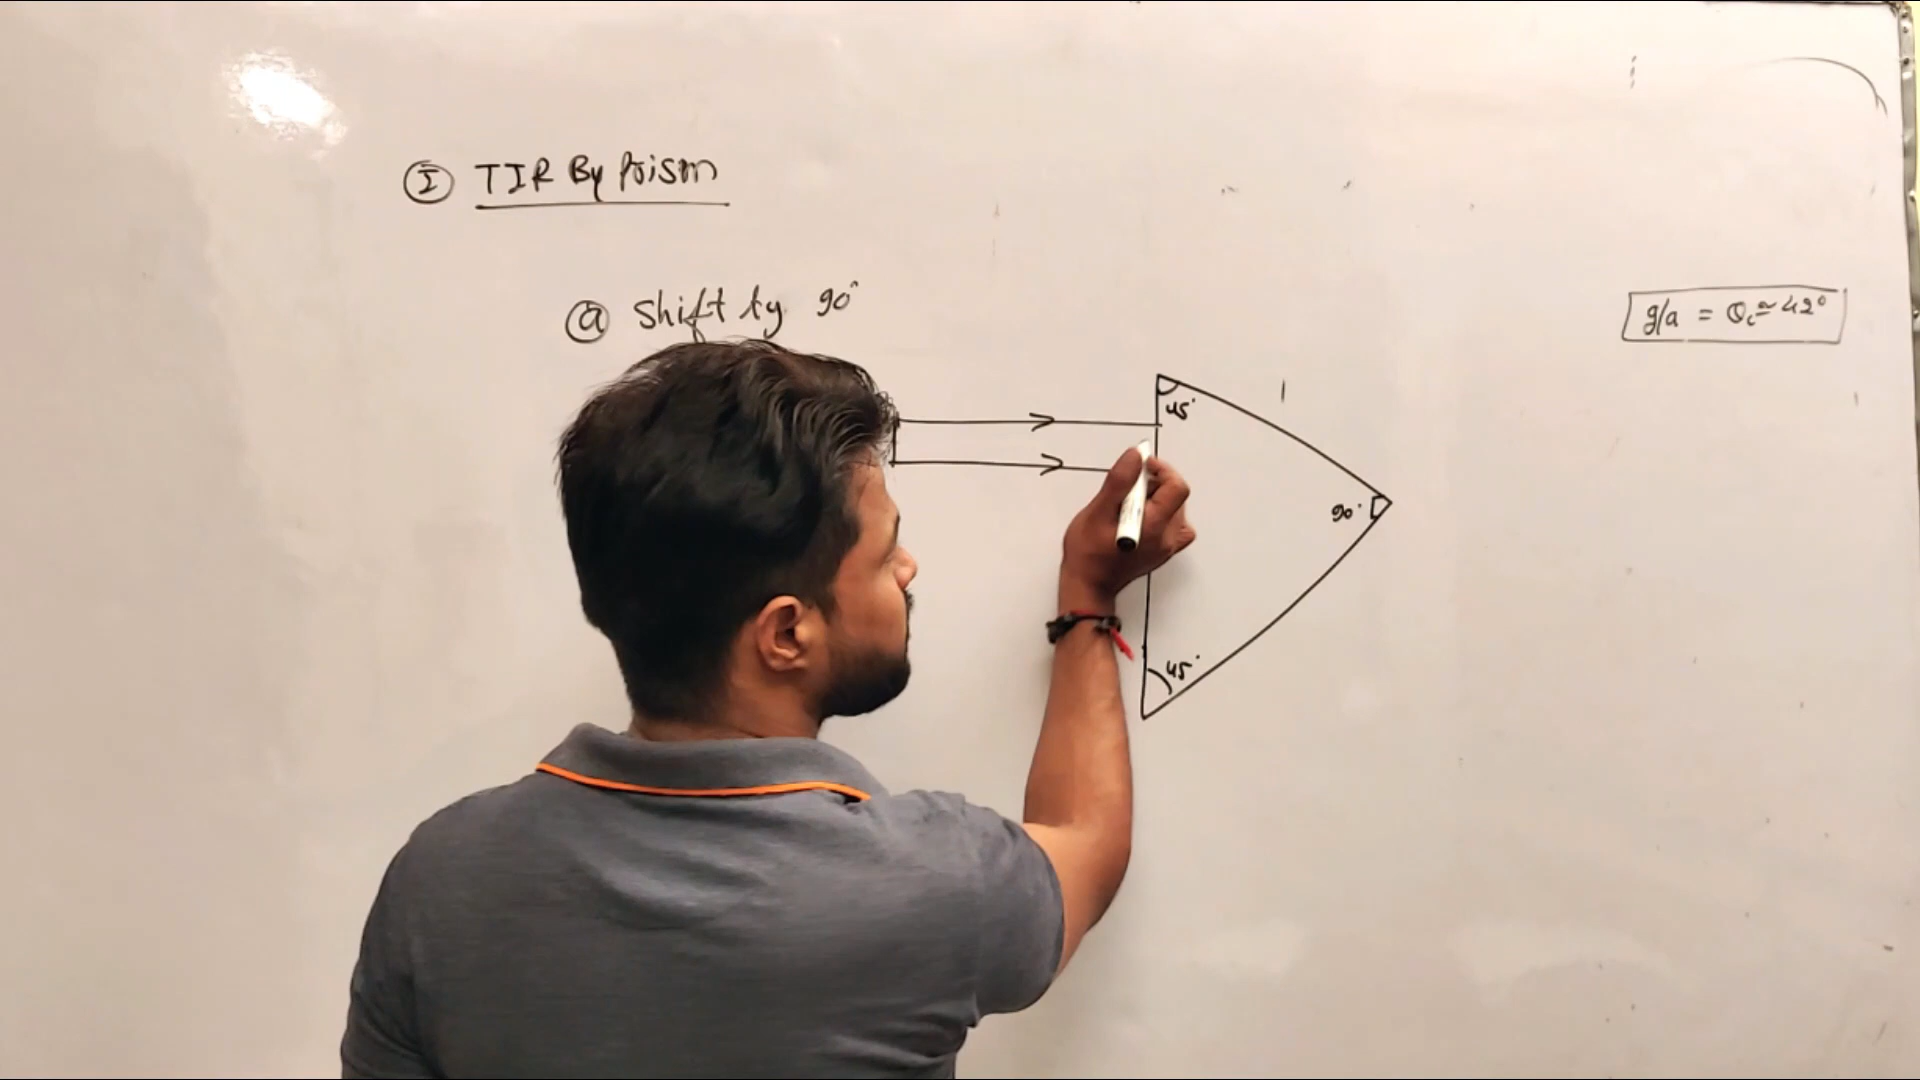 I TIR By Prism
a Shift by 90°
g/a = θc ≃ 42°
45°
90°
45°